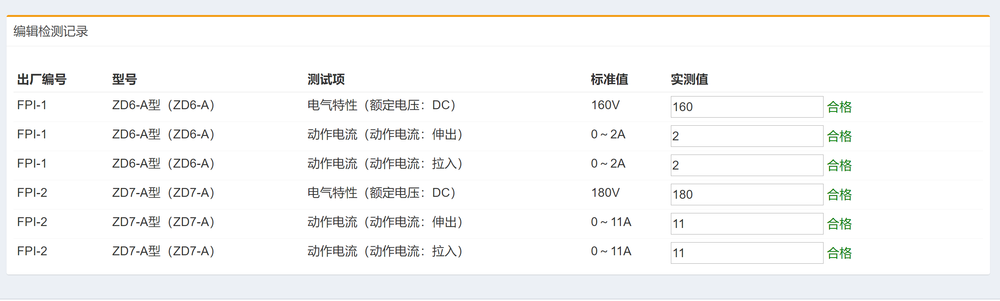 编辑检测记录
出厂编号 型号 测试项 标准值 实测值
FPI-1 ZD6-A型（ZD6-A） 电气特性（额定电压：DC） 160V 160 合格
FPI-1 ZD6-A型（ZD6-A） 动作电流（动作电流：伸出） 0～2A 2 合格
FPI-1 ZD6-A型（ZD6-A） 动作电流（动作电流：拉入） 0～2A 2 合格
FPI-2 ZD7-A型（ZD7-A） 电气特性（额定电压：DC） 180V 180 合格
FPI-2 ZD7-A型（ZD7-A） 动作电流（动作电流：伸出） 0～11A 11 合格
FPI-2 ZD7-A型（ZD7-A） 动作电流（动作电流：拉入） 0～11A 11 合格